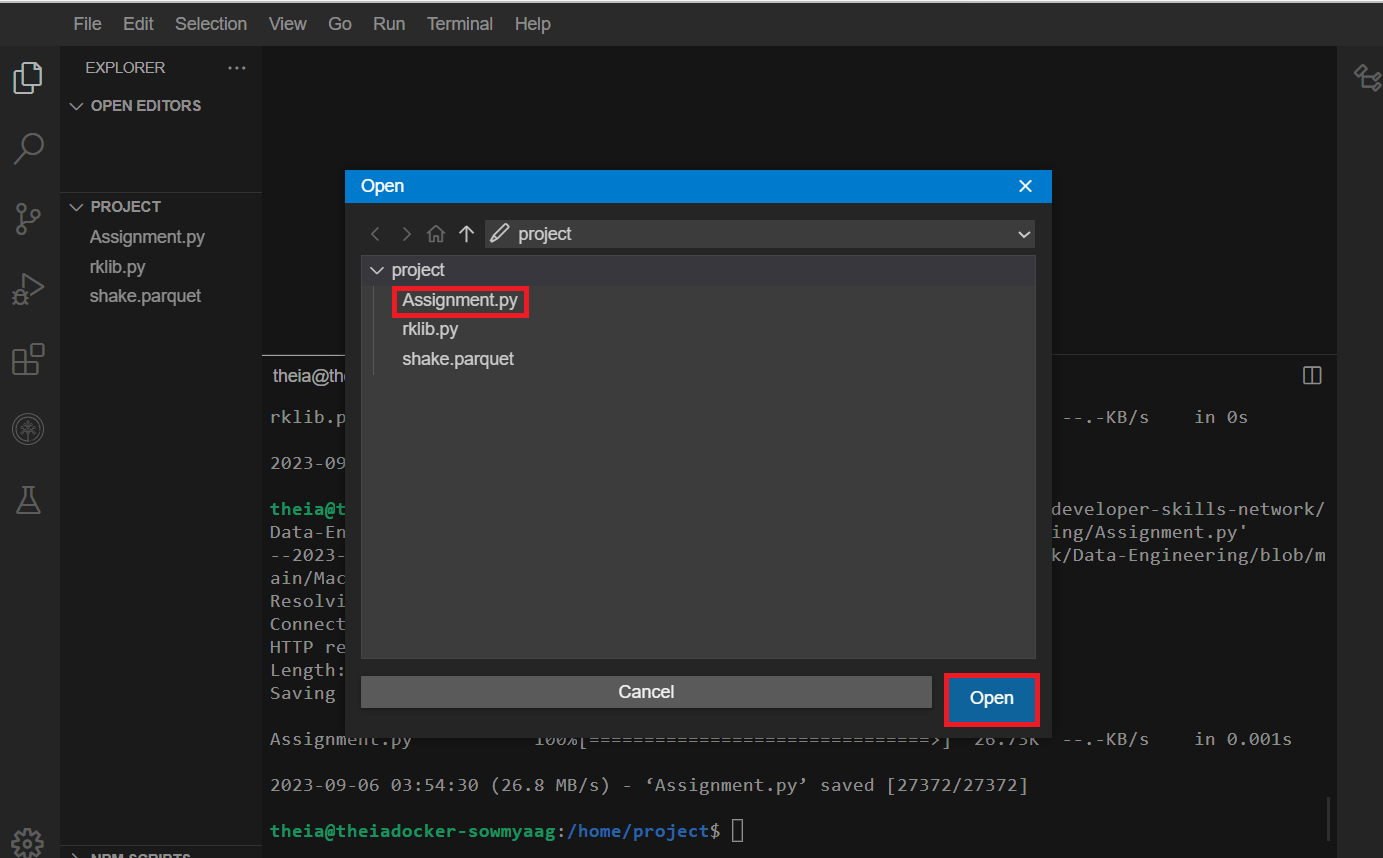 File Edit Selection View Go Run Terminal Help
EXPLORER ...
OPEN EDITORS
PROJECT
Assignment.py
rklib.py
shake.parquet
Open
project
project
Assignment.py
rklib.py
shake.parquet
Cancel
Open
theia@th
rklib.p --.-KB/s in 0s
2023-09
theia@t developer-skills-network/
Data-En ing/Assignment.py'
--2023- k/Data-Engineering/blob/m
ain/Mac
Resolvi
Connect
HTTP re
Length:
Saving
Assignment.py 100%[===============================>] 26.73K --.-KB/s in 0.001s
2023-09-06 03:54:30 (26.8 MB/s) - ‘Assignment.py’ saved [27372/27372]
theia@theiadocker-sowmyaag:/home/project$
NPM SCRIPTS